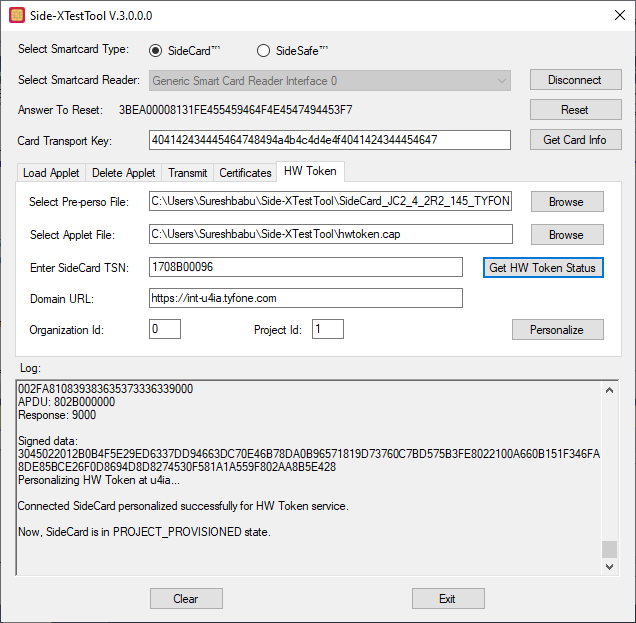 Side-XTestTool V.3.0.0.0
Select Smartcard Type: SideCard™ SideSafe™
Select Smartcard Reader: Generic Smart Card Reader Interface 0 Disconnect
Answer To Reset: 3BEA00008131FE455459464F4E4547494453F7 Reset
Card Transport Key: 404142434445464748494a4b4c4d4e4f4041424344454647 Get Card Info
Load Applet Delete Applet Transmit Certificates HW Token
Select Pre-perso File: C:\Users\Sureshbabu\Side-XTestTool\SideCard_JC2_4_2R2_145_TYFON Browse
Select Applet File: C:\Users\Sureshbabu\Side-XTestTool\hwtoken.cap Browse
Enter SideCard TSN: 1708B00096 Get HW Token Status
Domain URL: https://int-u4ia.tyfone.com
Organization Id: 0 Project Id: 1 Personalize
Log:
002FA810839383635373336339000
APDU: 802B000000
Response: 9000
Signed data:
3045022012B0B4F5E29ED6337DD94663DC70E46B78DA0B96571819D73760C7BD575B3FE8022100A660B151F346FA
8DE85BCE26F0D8694D8D8274530F581A1A559F802AA8B5E428
Personalizing HW Token at u4ia...
Connected SideCard personalized successfully for HW Token service.
Now, SideCard is in PROJECT_PROVISIONED state.
Clear Exit